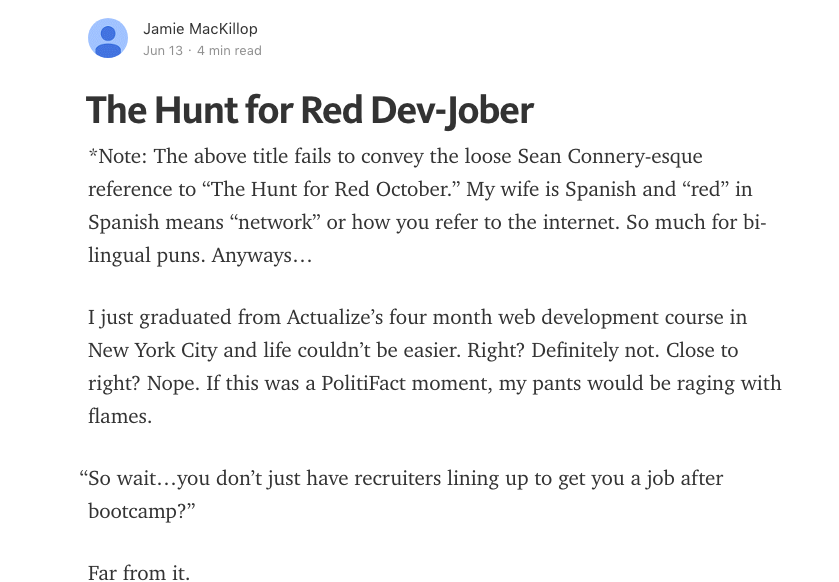 Jamie MacKillop
Jun 13 · 4 min read
The Hunt for Red Dev-Jober
*Note: The above title fails to convey the loose Sean Connery-esque
reference to “The Hunt for Red October.” My wife is Spanish and “red” in
Spanish means “network” or how you refer to the internet. So much for bi-
lingual puns. Anyways…
I just graduated from Actualize’s four month web development course in
New York City and life couldn’t be easier. Right? Definitely not. Close to
right? Nope. If this was a PolitiFact moment, my pants would be raging with
flames.
“So wait…you don’t just have recruiters lining up to get you a job after
bootcamp?”
Far from it.